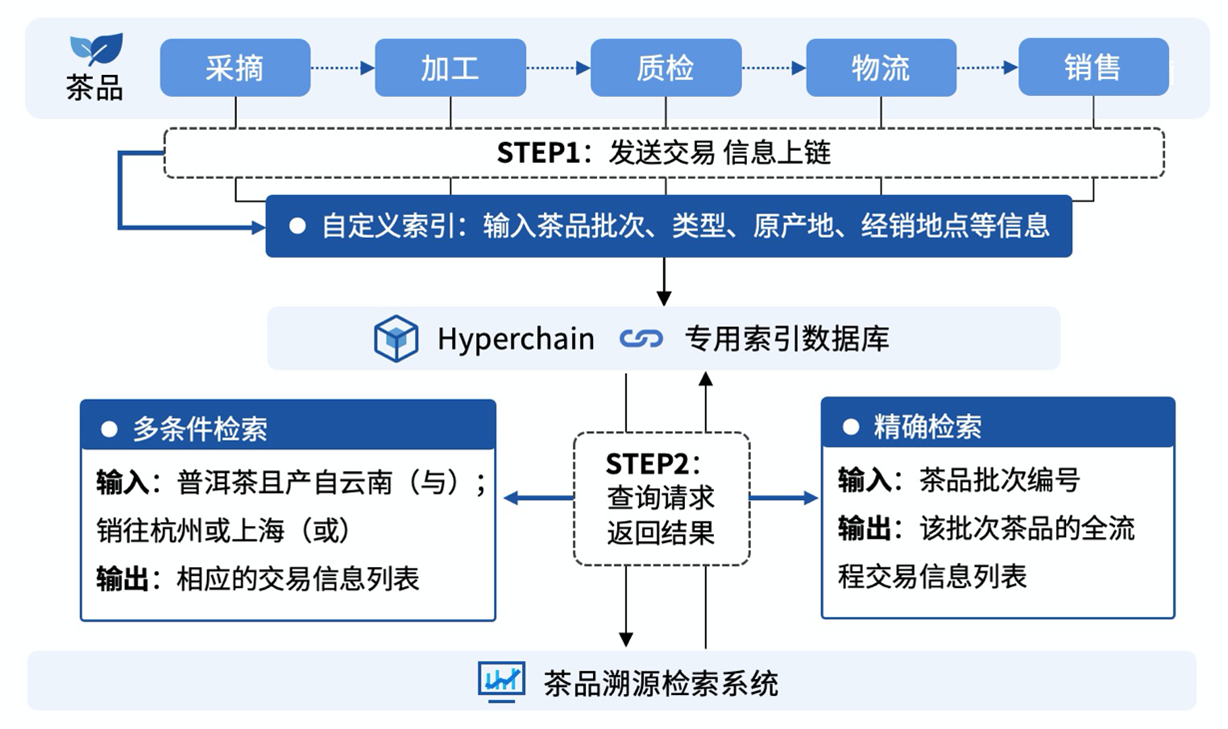 茶品
采摘
加工
质检
物流
销售
STEP1：发送交易 信息上链
自定义索引：输入茶品批次、类型、原产地、经销地点等信息
Hyperchain
专用索引数据库
多条件检索
输入：普洱茶且产自云南（与）；
销往杭州或上海（或）
输出：相应的交易信息列表
STEP2：
查询请求
返回结果
精确检索
输入：茶品批次编号
输出：该批次茶品的全流
程交易信息列表
茶品溯源检索系统